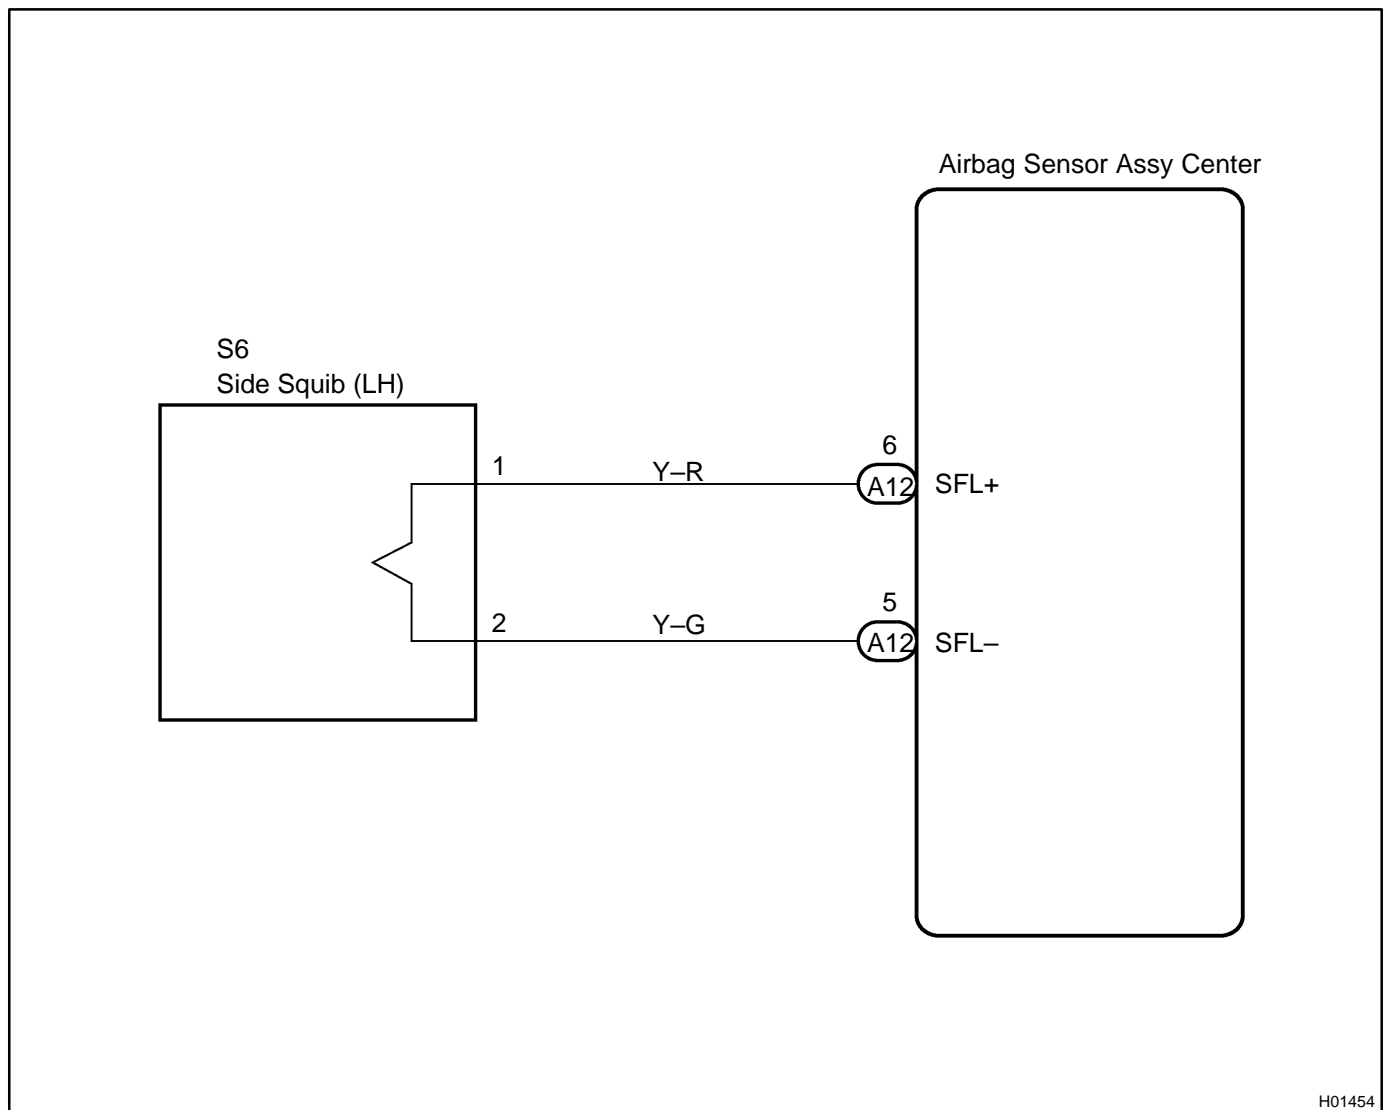 Airbag Sensor Assy Center
S6
Side Squib (LH)
1
Y–R
6
A12
SFL+
2
Y–G
5
A12
SFL–
H01454